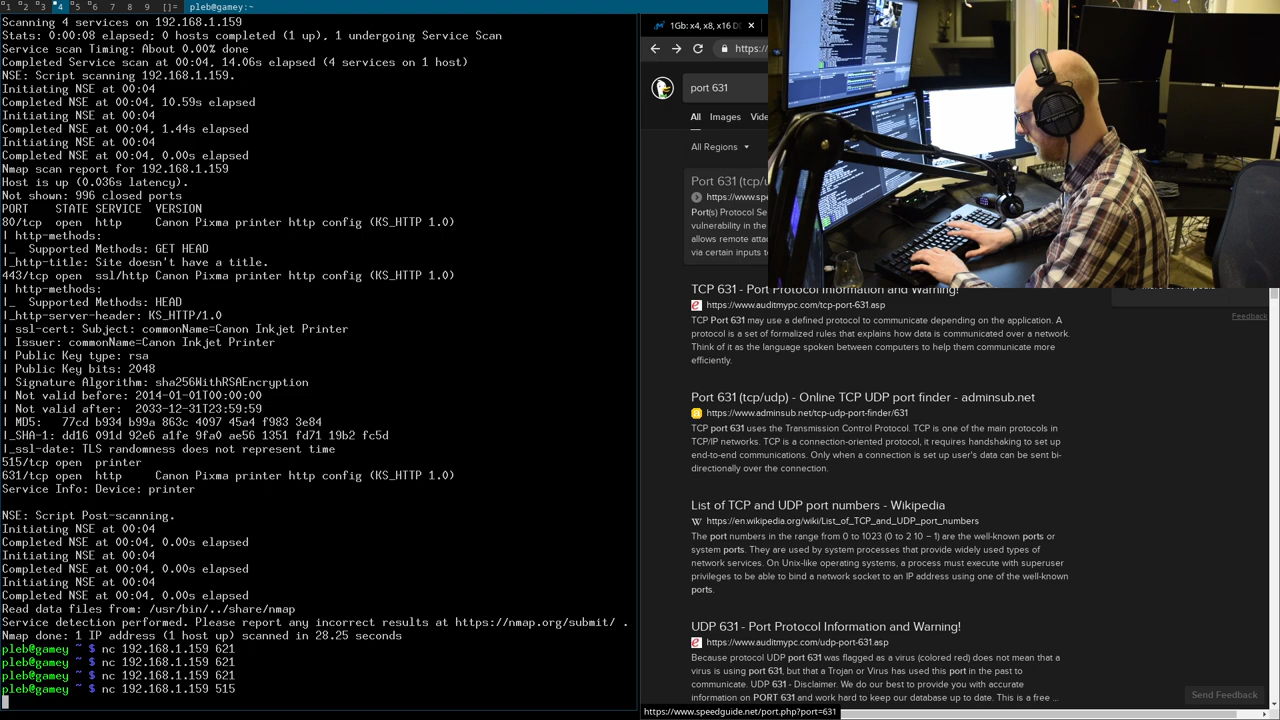 1 2 3 4 5 6 7 8 9 []= pleb@gamey:~
Scanning 4 services on 192.168.1.159
Stats: 0:00:08 elapsed; 0 hosts completed (1 up), 1 undergoing Service Scan
Service scan Timing: About 0.00% done
Completed Service scan at 00:04, 14.06s elapsed (4 services on 1 host)
NSE: Script scanning 192.168.1.159.
Initiating NSE at 00:04
Completed NSE at 00:04, 10.59s elapsed
Initiating NSE at 00:04
Completed NSE at 00:04, 1.44s elapsed
Initiating NSE at 00:04
Completed NSE at 00:04, 0.00s elapsed
Nmap scan report for 192.168.1.159
Host is up (0.036s latency).
Not shown: 996 closed ports
PORT STATE SERVICE VERSION
80/tcp open http Canon Pixma printer http config (KS_HTTP 1.0)
| http-methods:
|_ Supported Methods: GET HEAD
|_http-title: Site doesn't have a title.
443/tcp open ssl/http Canon Pixma printer http config (KS_HTTP 1.0)
| http-methods:
|_ Supported Methods: HEAD
|_http-server-header: KS_HTTP/1.0
| ssl-cert: Subject: commonName=Canon Inkjet Printer
| Issuer: commonName=Canon Inkjet Printer
| Public Key type: rsa
| Public Key bits: 2048
| Signature Algorithm: sha256WithRSAEncryption
| Not valid before: 2014-01-01T00:00:00
| Not valid after: 2033-12-31T23:59:59
| MD5: 77cd b934 b99a 863c 4097 45a4 f983 3e84
|_SHA-1: dd16 091d 92e6 a1fe 9fa0 ae56 1351 fd71 19b2 fc5d
|_ssl-date: TLS randomness does not represent time
515/tcp open printer
631/tcp open http Canon Pixma printer http config (KS_HTTP 1.0)
Service Info: Device: printer
NSE: Script Post-scanning.
Initiating NSE at 00:04
Completed NSE at 00:04, 0.00s elapsed
Initiating NSE at 00:04
Completed NSE at 00:04, 0.00s elapsed
Initiating NSE at 00:04
Completed NSE at 00:04, 0.00s elapsed
Read data files from: /usr/bin/../share/nmap
Service detection performed. Please report any incorrect results at https://nmap.org/submit/ .
Nmap done: 1 IP address (1 host up) scanned in 28.25 seconds
pleb@gamey ~ $ nc 192.168.1.159 621
pleb@gamey ~ $ nc 192.168.1.159 621
pleb@gamey ~ $ nc 192.168.1.159 621
pleb@gamey ~ $ nc 192.168.1.159 515
1Gb: x4, x8, x16 D
https:/
port 631
All Images Vide
All Regions
Port 631 (tcp/u
https://www.spe
Port(s) Protocol Se
vulnerability in the
allows remote attac
via certain inputs t
TCP 631 - Port Protocol Information and Warning!
https://www.auditmypc.com/tcp-port-631.asp
TCP Port 631 may use a defined protocol to communicate depending on the application. A
protocol is a set of formalized rules that explains how data is communicated over a network.
Think of it as the language spoken between computers to help them communicate more
efficiently.
Port 631 (tcp/udp) - Online TCP UDP port finder - adminsub.net
https://www.adminsub.net/tcp-udp-port-finder/631
TCP port 631 uses the Transmission Control Protocol. TCP is one of the main protocols in
TCP/IP networks. TCP is a connection-oriented protocol, it requires handshaking to set up
end-to-end communications. Only when a connection is set up user's data can be sent bi-
directionally over the connection.
List of TCP and UDP port numbers - Wikipedia
W https://en.wikipedia.org/wiki/List_of_TCP_and_UDP_port_numbers
The port numbers in the range from 0 to 1023 (0 to 2 10 − 1) are the well-known ports or
system ports. They are used by system processes that provide widely used types of
network services. On Unix-like operating systems, a process must execute with superuser
privileges to be able to bind a network socket to an IP address using one of the well-known
ports.
UDP 631 - Port Protocol Information and Warning!
https://www.auditmypc.com/udp-port-631.asp
Because protocol UDP port 631 was flagged as a virus (colored red) does not mean that a
virus is using port 631, but that a Trojan or Virus has used this port in the past to
communicate. UDP 631 - Disclaimer. We do our best to provide you with accurate
information on PORT 631 and work hard to keep our database up to date. This is a free ...
Feedback
Send Feedback
https://www.speedguide.net/port.php?port=631